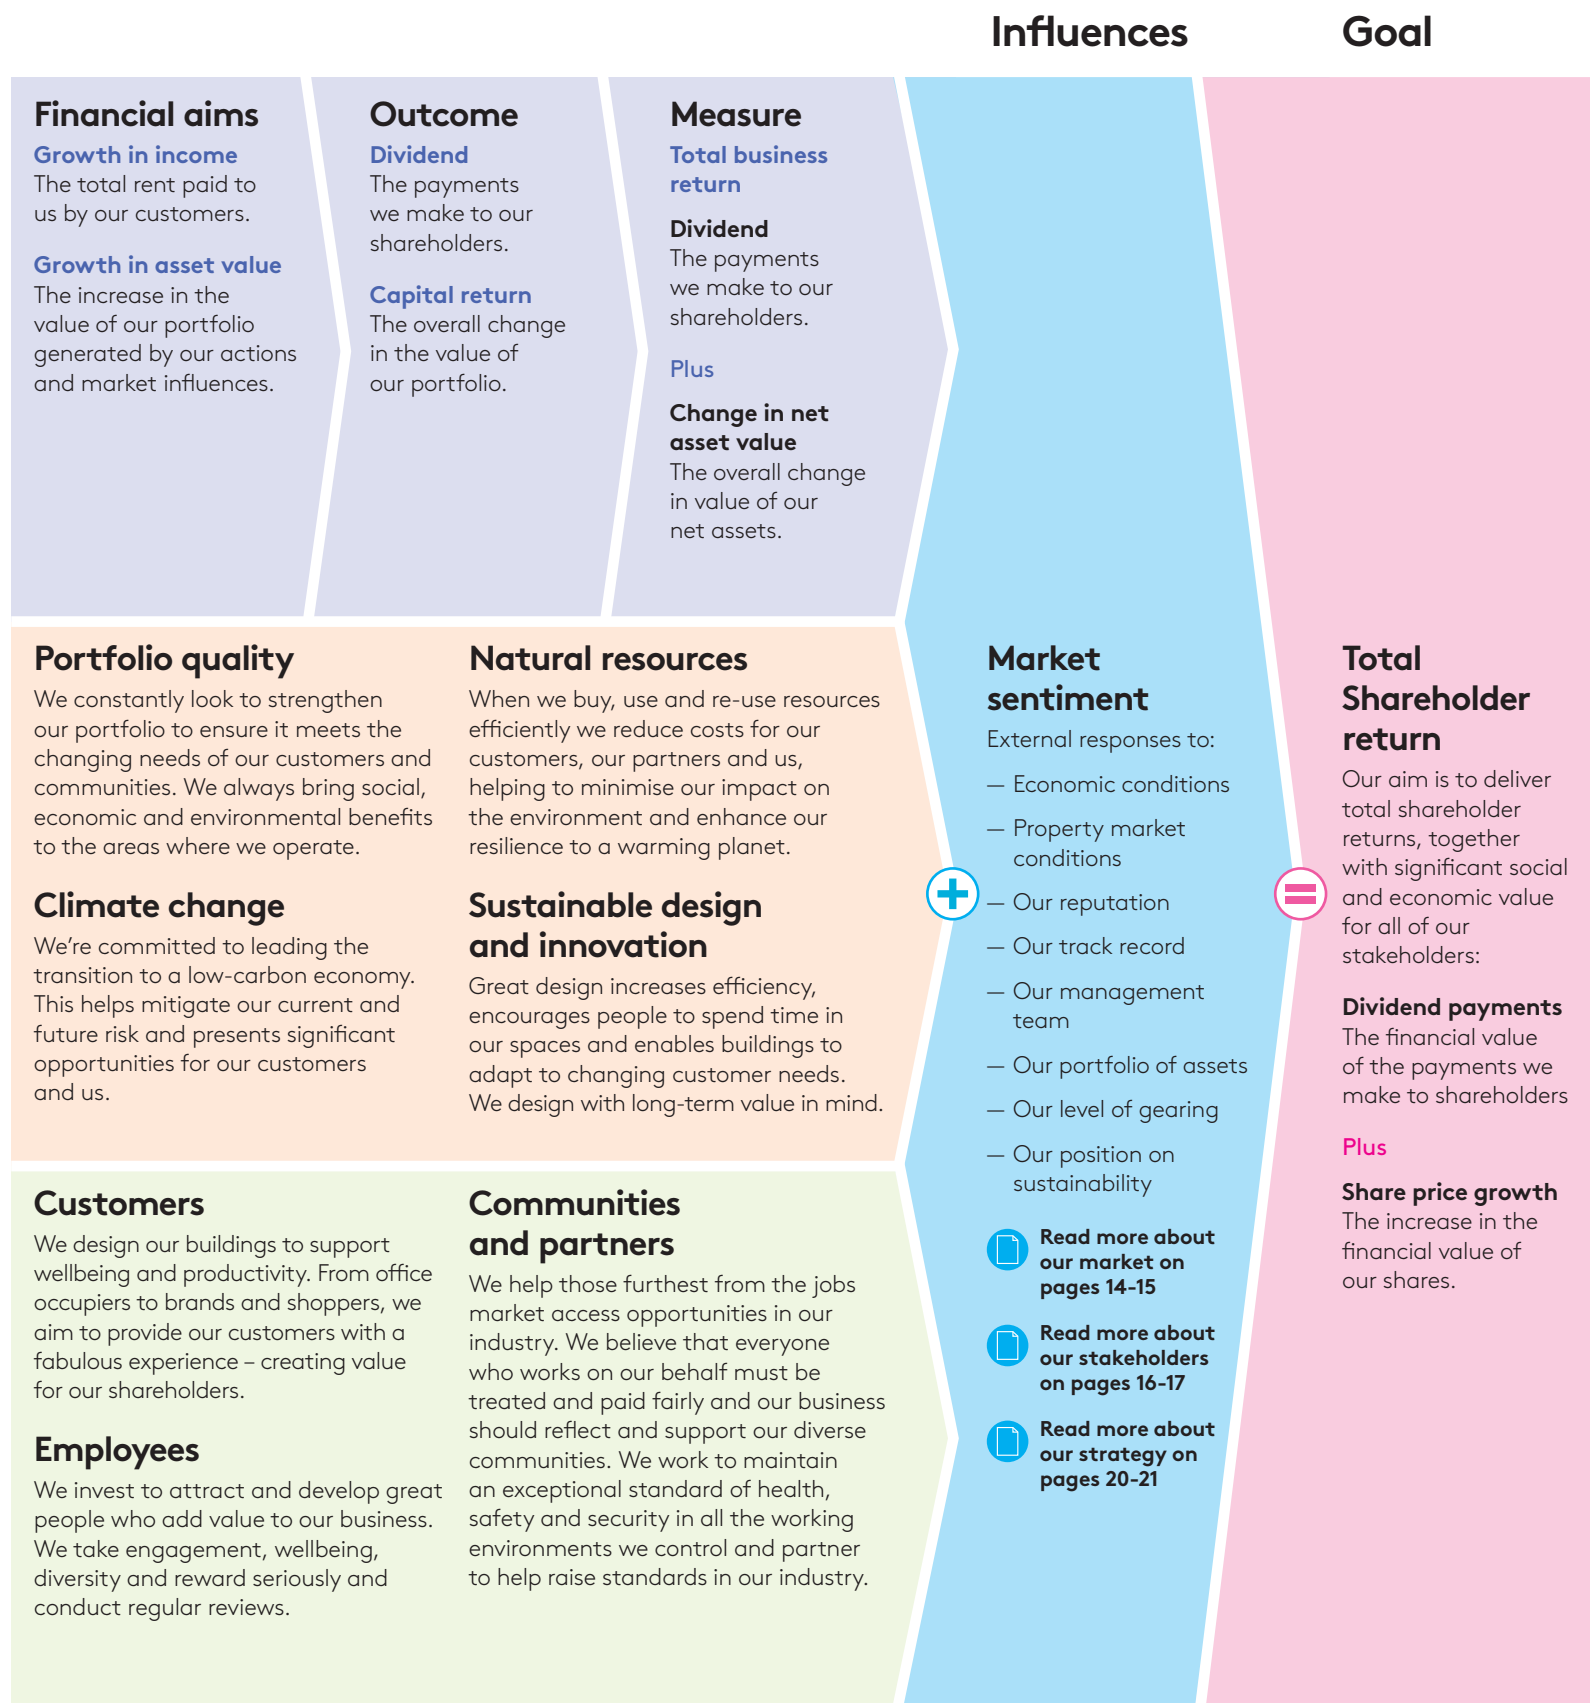 Influences
Goal
Financial aims
Growth in income
The total rent paid to
us by our customers.
Growth in asset value
The increase in the
value of our portfolio
generated by our actions
and market influences.
Outcome
Dividend
The payments
we make to our
shareholders.
Capital return
The overall change
in the value of
our portfolio.
Measure
Total business
return
Dividend
The payments
we make to our
shareholders.
Plus
Change in net
asset value
The overall change
in value of our
net assets.
Portfolio quality
We constantly look to strengthen
our portfolio to ensure it meets the
changing needs of our customers and
communities. We always bring social,
economic and environmental benefits
to the areas where we operate.
Climate change
We're committed to leading the
transition to a low-carbon economy.
This helps mitigate our current and
future risk and presents significant
opportunities for our customers
and us.
Natural resources
When we buy, use and re-use resources
efficiently we reduce costs for our
customers, our partners and us,
helping to minimise our impact on
the environment and enhance our
resilience to a warming planet.
Sustainable design
and innovation
Great design increases efficiency,
encourages people to spend time in
our spaces and enables buildings to
adapt to changing customer needs.
We design with long-term value in mind.
Customers
We design our buildings to support
wellbeing and productivity. From office
occupiers to brands and shoppers, we
aim to provide our customers with a
fabulous experience – creating value
for our shareholders.
Employees
We invest to attract and develop great
people who add value to our business.
We take engagement, wellbeing,
diversity and reward seriously and
conduct regular reviews.
Communities
and partners
We help those furthest from the jobs
market access opportunities in our
industry. We believe that everyone
who works on our behalf must be
treated and paid fairly and our business
should reflect and support our diverse
communities. We work to maintain
an exceptional standard of health,
safety and security in all the working
environments we control and partner
to help raise standards in our industry.
+
Market
sentiment
External responses to:
— Economic conditions
— Property market
conditions
— Our reputation
— Our track record
— Our management
team
— Our portfolio of assets
— Our level of gearing
— Our position on
sustainability
Read more about
our market on
pages 14-15
Read more about
our stakeholders
on pages 16-17
Read more about
our strategy on
pages 20-21
=
Total
Shareholder
return
Our aim is to deliver
total shareholder
returns, together
with significant social
and economic value
for all of our
stakeholders:
Dividend payments
The financial value
of the payments we
make to shareholders
Plus
Share price growth
The increase in the
financial value of
our shares.